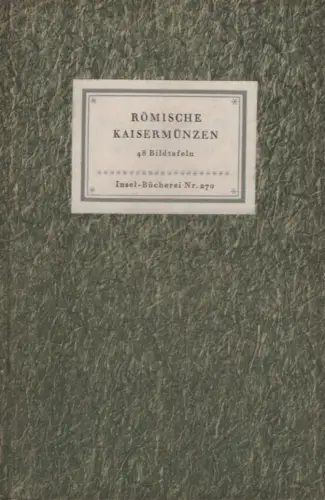 RÖMISCHE
KAISERMÜNZEN
48 Bildtafeln
Insel-Bücherei Nr. 270